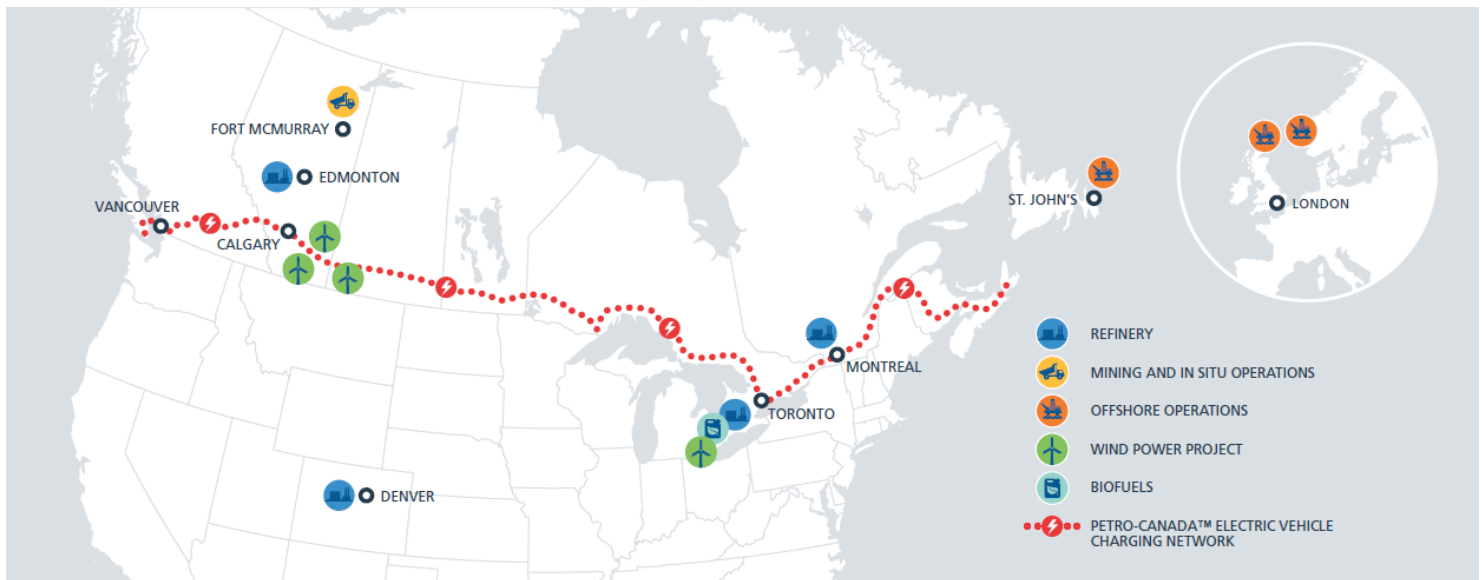 FORT MCMURRAY
EDMONTON
VANCOUVER
CALGARY
ST. JOHN'S
LONDON
MONTREAL
TORONTO
DENVER
REFINERY
MINING AND IN SITU OPERATIONS
OFFSHORE OPERATIONS
WIND POWER PROJECT
BIOFUELS
PETRO-CANADA™ ELECTRIC VEHICLE
CHARGING NETWORK